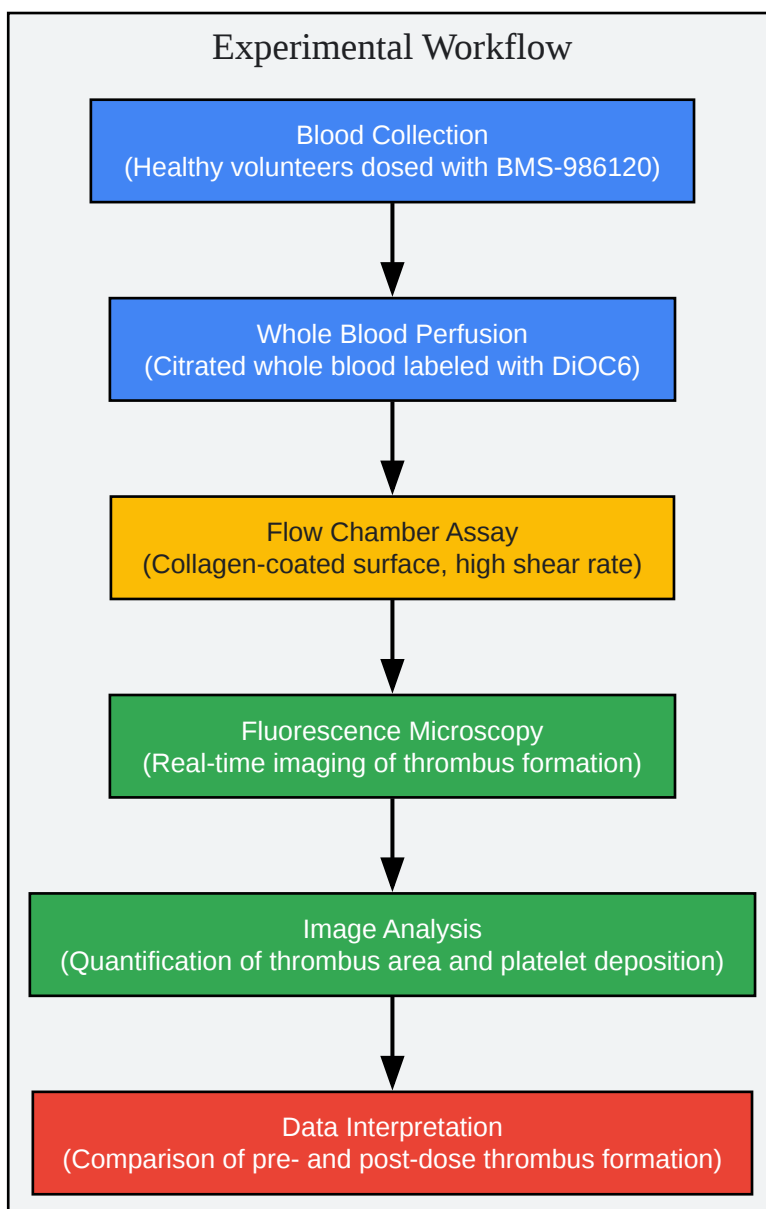 Experimental Workflow
Blood Collection
(Healthy volunteers dosed with BMS-986120)
Whole Blood Perfusion
(Citrated whole blood labeled with DiOC6)
Flow Chamber Assay
(Collagen-coated surface, high shear rate)
Fluorescence Microscopy
(Real-time imaging of thrombus formation)
Image Analysis
(Quantification of thrombus area and platelet deposition)
Data Interpretation
(Comparison of pre- and post-dose thrombus formation)